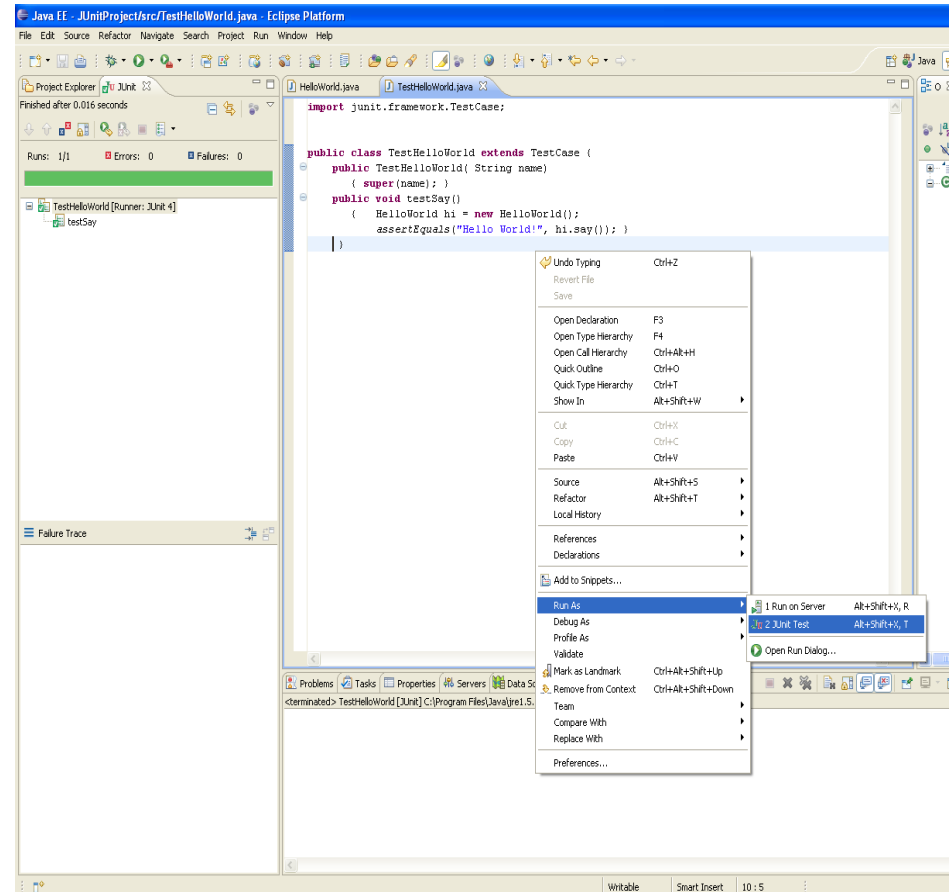 Java EE - JUnitProject/src/TestHelloWorld.java - Eclipse Platform
File Edit Source Refactor Navigate Search Project Run Window Help
Java
Project Explorer JUnit
HelloWorld.java TestHelloWorld.java
Finished after 0.016 seconds
Runs: 1/1 Errors: 0 Failures: 0
TestHelloWorld [Runner: JUnit 4]
testSay
Failure Trace
import junit.framework.TestCase;
public class TestHelloWorld extends TestCase {
public TestHelloWorld( String name)
{ super(name); }
public void testSay()
{ HelloWorld hi = new HelloWorld();
assertEquals("Hello World!", hi.say()); }
}
Undo Typing Ctrl+Z
Revert File
Save
Open Declaration F3
Open Type Hierarchy F4
Open Call Hierarchy Ctrl+Alt+H
Quick Outline Ctrl+O
Quick Type Hierarchy Ctrl+T
Show In Alt+Shift+W
Cut Ctrl+X
Copy Ctrl+C
Paste Ctrl+V
Source Alt+Shift+S
Refactor Alt+Shift+T
Local History
References
Declarations
Add to Snippets...
Run As
Debug As
Profile As
Validate
Mark as Landmark Ctrl+Alt+Shift+Up
Remove from Context Ctrl+Alt+Shift+Down
Team
Compare With
Replace With
Preferences...
1 Run on Server Alt+Shift+X, R
2 JUnit Test Alt+Shift+X, T
Open Run Dialog...
Problems Tasks Properties Servers Data So
<terminated> TestHelloWorld [JUnit] C:\Program Files\Java\jre1.5.
Writable Smart Insert 10 : 5